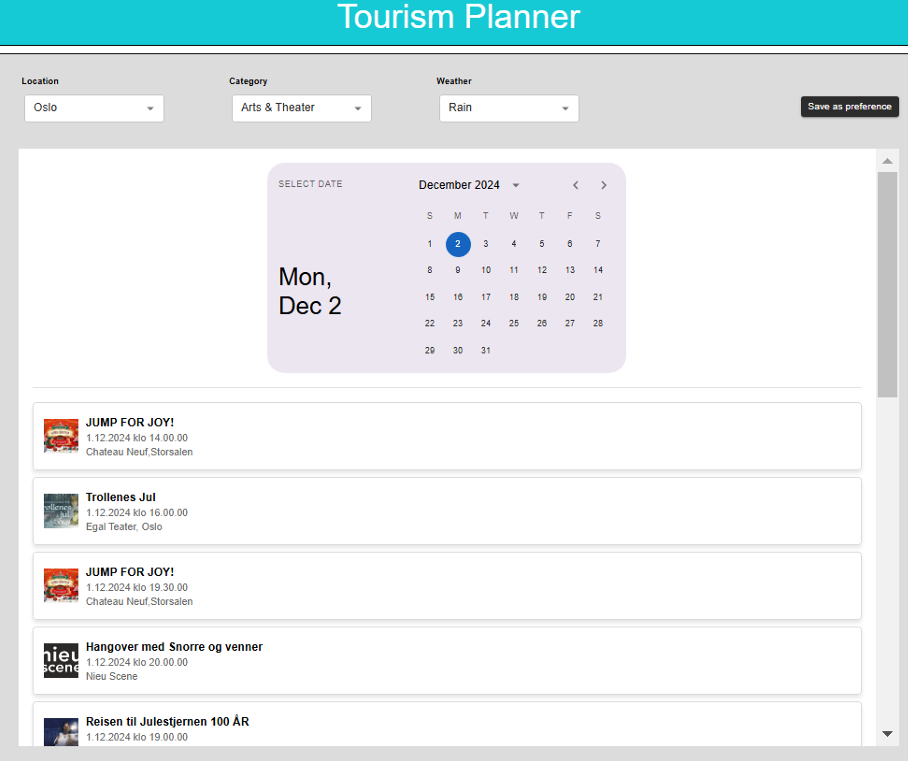 Tourism Planner
Location
Category
Weather
Oslo
Arts & Theater
Rain
Save as preference
SELECT DATE
December 2024
S M T W T F S
1 2 3 4 5 6 7
8 9 10 11 12 13 14
15 16 17 18 19 20 21
22 23 24 25 26 27 28
29 30 31
Mon,
Dec 2
JUMP FOR JOY!
1.12.2024 klo 14.00.00
Chateau Neuf,Storsalen
Trollenes Jul
1.12.2024 klo 16.00.00
Egal Teater, Oslo
JUMP FOR JOY!
1.12.2024 klo 19.30.00
Chateau Neuf,Storsalen
nieu
scene
Hangover med Snorre og venner
1.12.2024 klo 20.00.00
Nieu Scene
Reisen til Julestjernen 100 ÅR
1.12.2024 klo 19.00.00